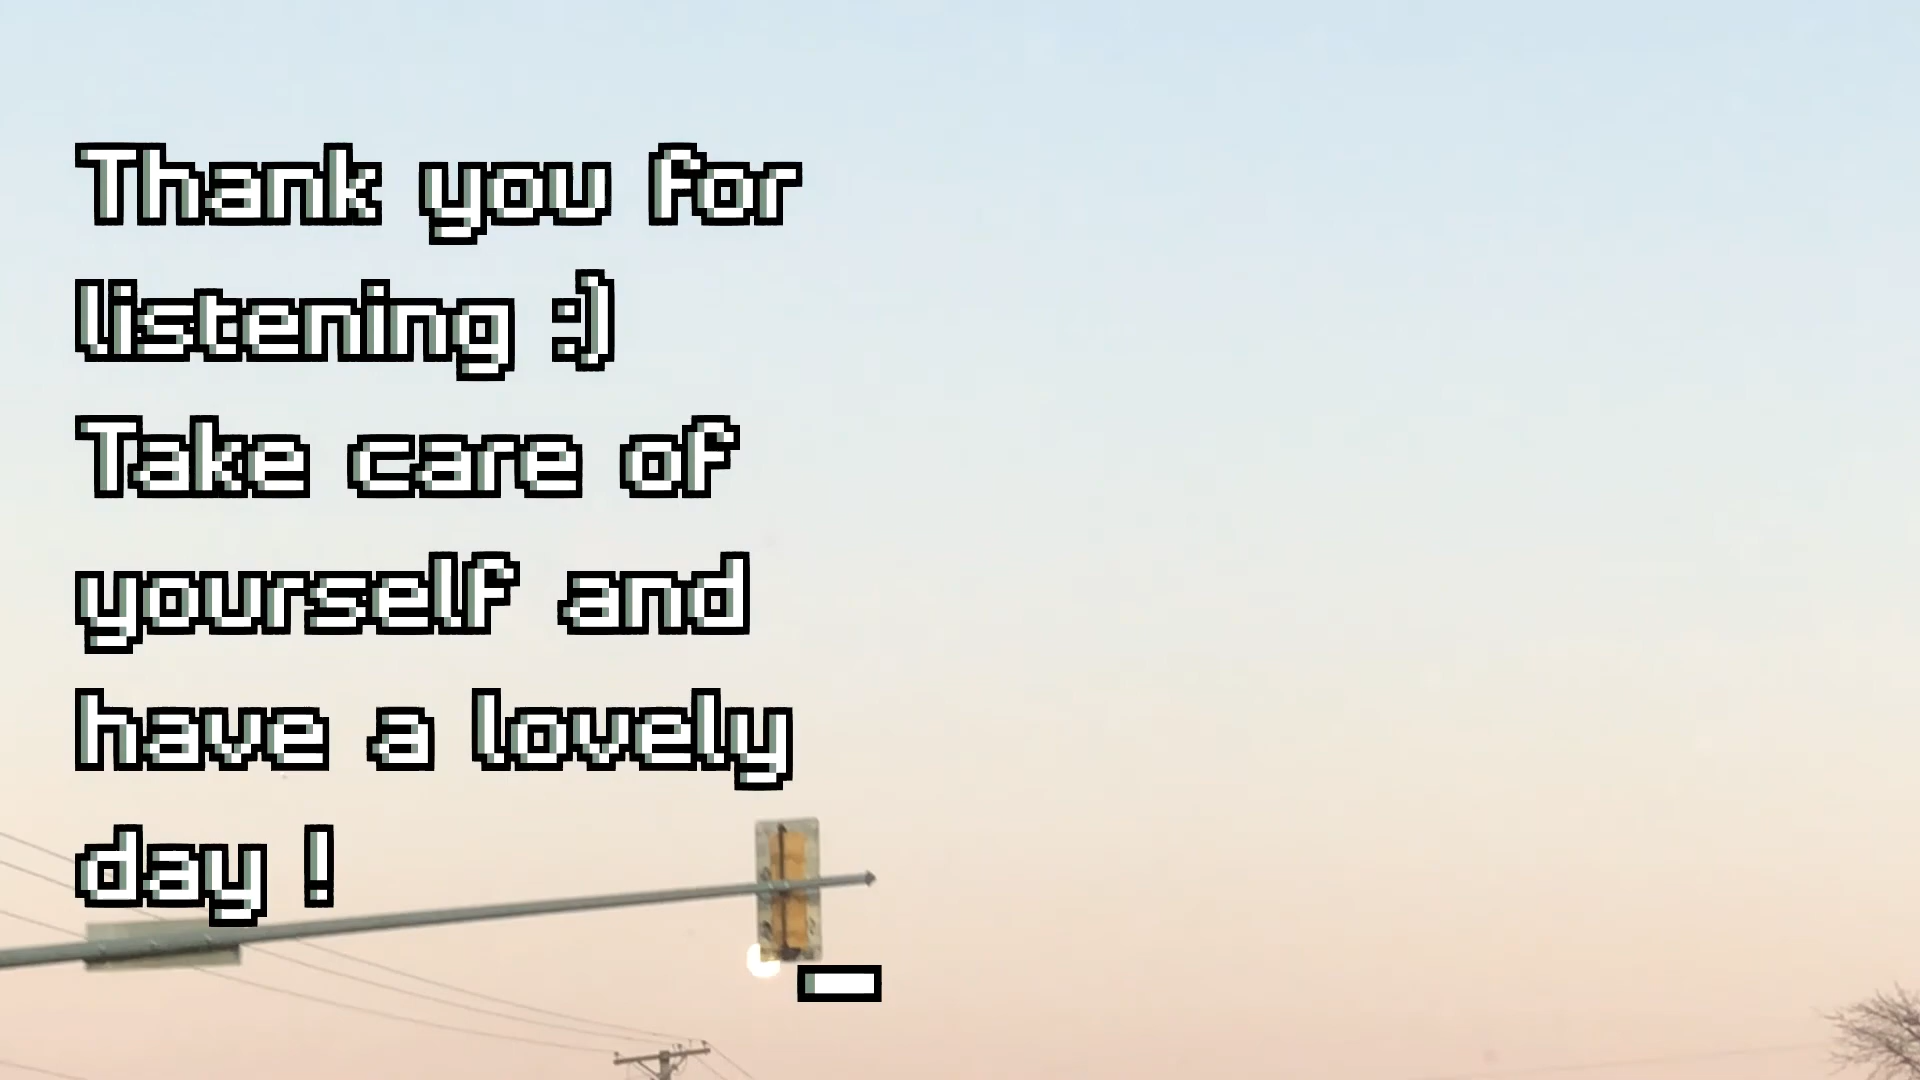 Thank you for
listening :)
Take care of
yourself and
have a lovely
day !
_